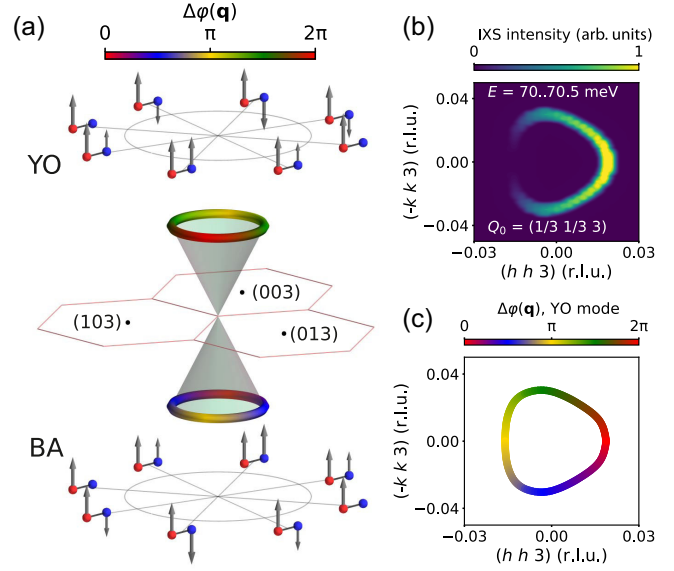 (a)
Δφ(q)
0 π 2π
YO
(003)
(103)
(013)
BA
(b)
IXS intensity (arb. units)
0 1
E = 70..70.5 meV
Q0 = (1/3 1/3 3)
(-k k 3) (r.l.u.)
0.04
0.00
−0.04
−0.03 0.00 0.03
(h h 3) (r.l.u.)
(c)
Δφ(q), YO mode
0 π 2π
(-k k 3) (r.l.u.)
0.04
0.00
−0.04
−0.03 0.00 0.03
(h h 3) (r.l.u.)